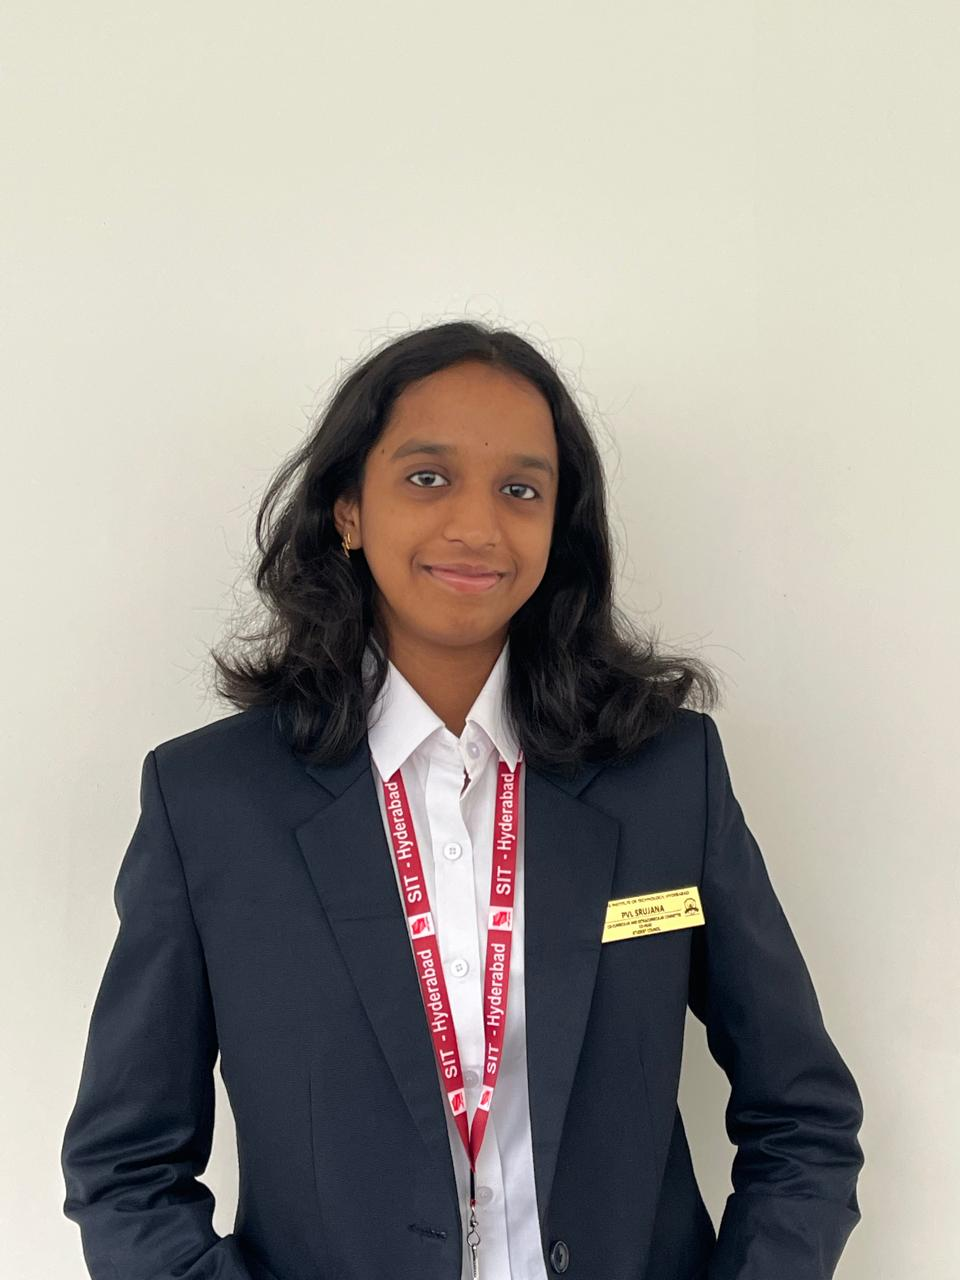 SIT - Hyderabad
SIT - Hyderabad
SIT - Hyderabad
SIT - Hyderabad
INSTITUTE OF TECHNOLOGY, HYDERABAD
PVL SRUJANA
CO-CURRICULAR AND EXTRACURRICULAR COMMITTEE
CO-HEAD
STUDENT COUNCIL